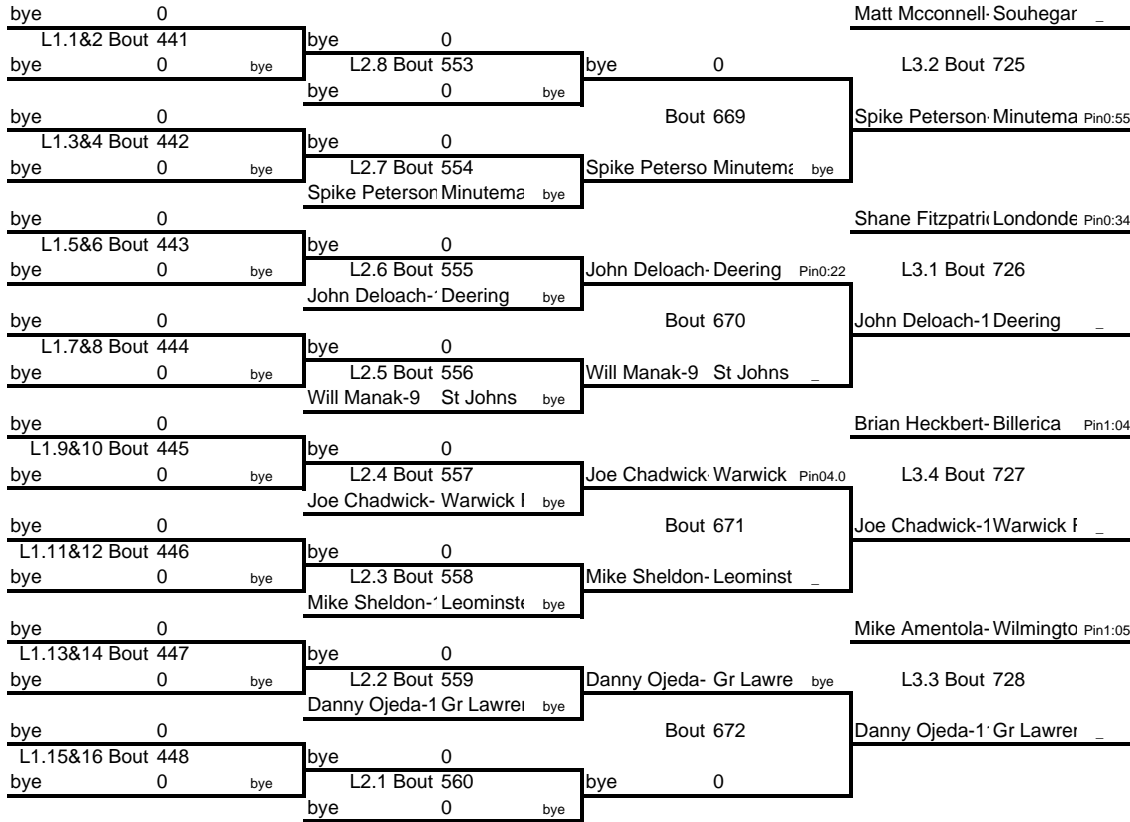 bye 0 Matt Mcconnell- Souhegar _
L1.1&2 Bout 441 bye 0
bye 0 bye L2.8 Bout 553 bye 0 L3.2 Bout 725
bye 0 bye
bye 0 Bout 669 Spike Peterson- Minutema Pin0:55
L1.3&4 Bout 442 bye 0
bye 0 bye L2.7 Bout 554 Spike Peterso Minutema bye
Spike Peterson Minutema bye
bye 0 Shane Fitzpatri Londonde Pin0:34
L1.5&6 Bout 443 bye 0
bye 0 bye L2.6 Bout 555 John Deloach- Deering Pin0:22 L3.1 Bout 726
John Deloach-1 Deering bye
bye 0 Bout 670 John Deloach-1 Deering _
L1.7&8 Bout 444 bye 0
bye 0 bye L2.5 Bout 556 Will Manak-9 St Johns _
Will Manak-9 St Johns bye
bye 0 Brian Heckbert- Billerica Pin1:04
L1.9&10 Bout 445 bye 0
bye 0 bye L2.4 Bout 557 Joe Chadwick- Warwick Pin04.0 L3.4 Bout 727
Joe Chadwick- Warwick bye
bye 0 Bout 671 Joe Chadwick-1 Warwick _
L1.11&12 Bout 446 bye 0
bye 0 bye L2.3 Bout 558 Mike Sheldon- Leominst _
Mike Sheldon-1 Leominste bye
bye 0 Mike Amentola- Wilmingto Pin1:05
L1.13&14 Bout 447 bye 0
bye 0 bye L2.2 Bout 559 Danny Ojeda- Gr Lawre bye L3.3 Bout 728
Danny Ojeda-1 Gr Lawrer bye
bye 0 Bout 672 Danny Ojeda-1 Gr Lawrer _
L1.15&16 Bout 448 bye 0
bye 0 bye L2.1 Bout 560 bye 0
bye 0 bye